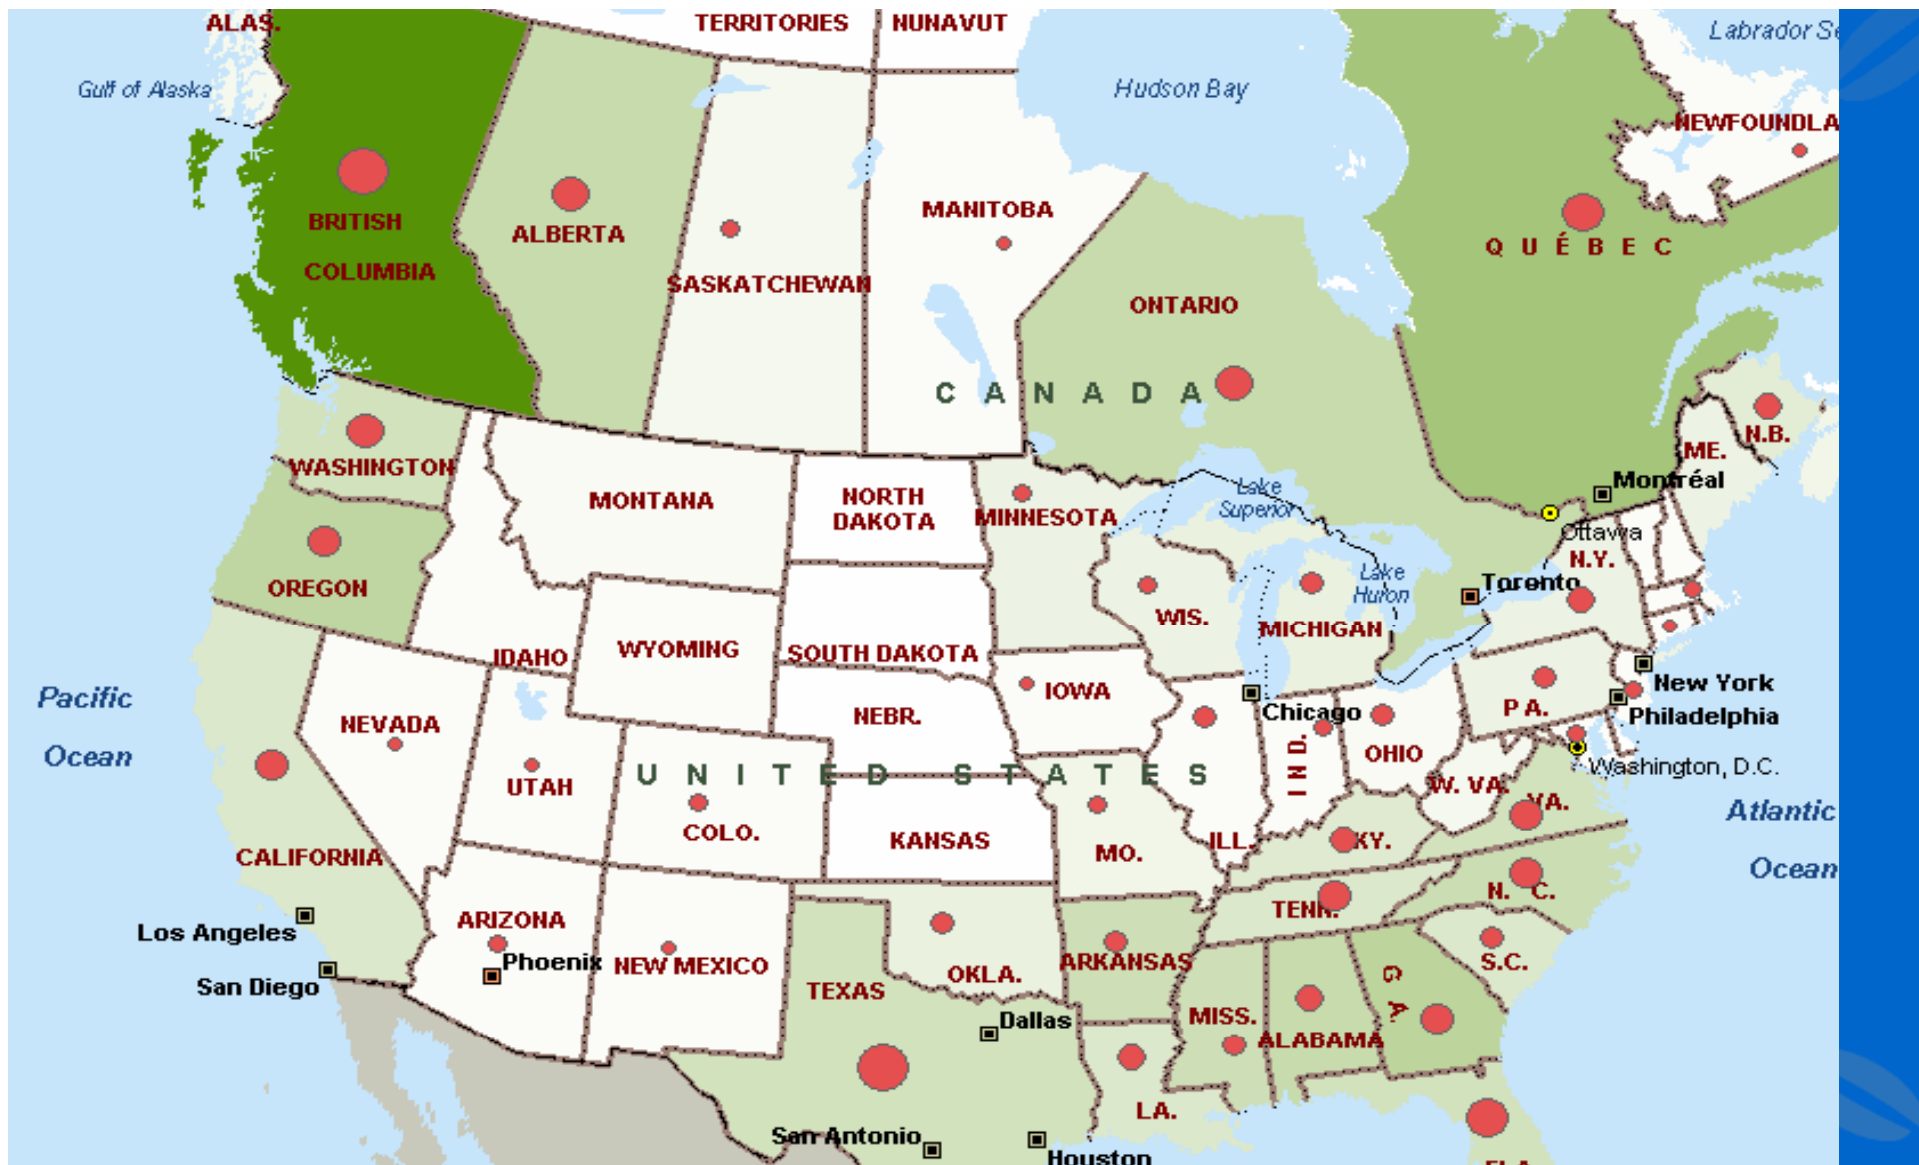 ALAS.
TERRITORIES
NUNAVUT
Labrador Se
Gulf of Alaska
Hudson Bay
NEWFOUNDLA
BRITISH
COLUMBIA
ALBERTA
SASKATCHEWAN
MANITOBA
ONTARIO
QUÉBEC
CANADA
WASHINGTON
OREGON
MONTANA
NORTH
DAKOTA
MINNESOTA
Lake
Superior
ME.
N.B.
Montréal
Ottawa
N.Y.
Toronto
Lake
Huron
WIS.
MICHIGAN
IDAHO
WYOMING
SOUTH DAKOTA
IOWA
NEBR.
Chicago
New York
Philadelphia
PA.
Pacific
Ocean
NEVADA
UTAH
UNITED STATES
COLO.
KANSAS
MO.
ILL.
IND.
OHIO
W. VA.
VA.
Washington, D.C.
Atlantic
Ocean
KY.
CALIFORNIA
Los Angeles
San Diego
ARIZONA
Phoenix
NEW MEXICO
TEXAS
OKLA.
ARKANSAS
TENN.
N. C.
S.C.
GA.
MISS.
ALABAMA
Dallas
LA.
San Antonio
Houston
FLA